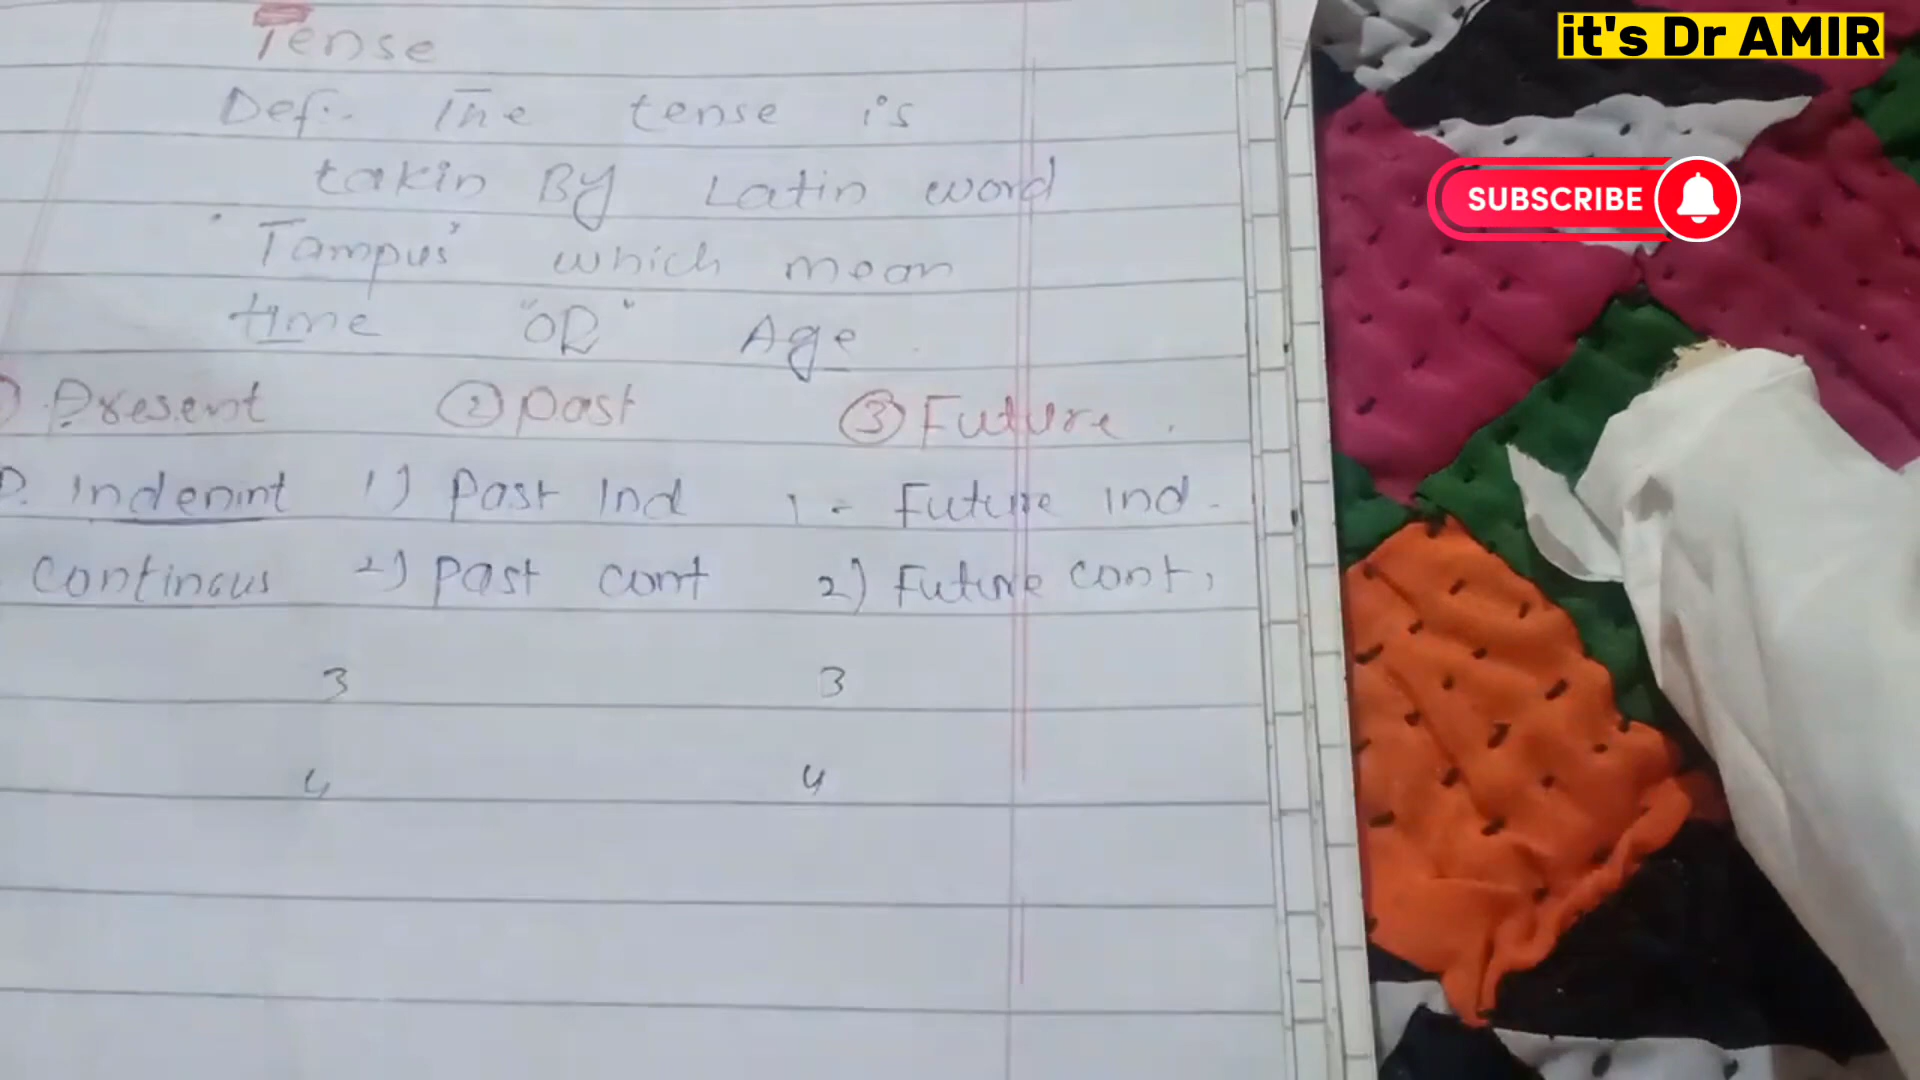 it's Dr AMIR
SUBSCRIBE
Tense
Def:- The tense is
takin By Latin word
"Tampus" which mean
time "OR" Age
Present ② past ③ Future.
P. Indenint 1) past Ind 1- Future ind.
continous 2) past cont 2) Future cont,
3 3
4 4